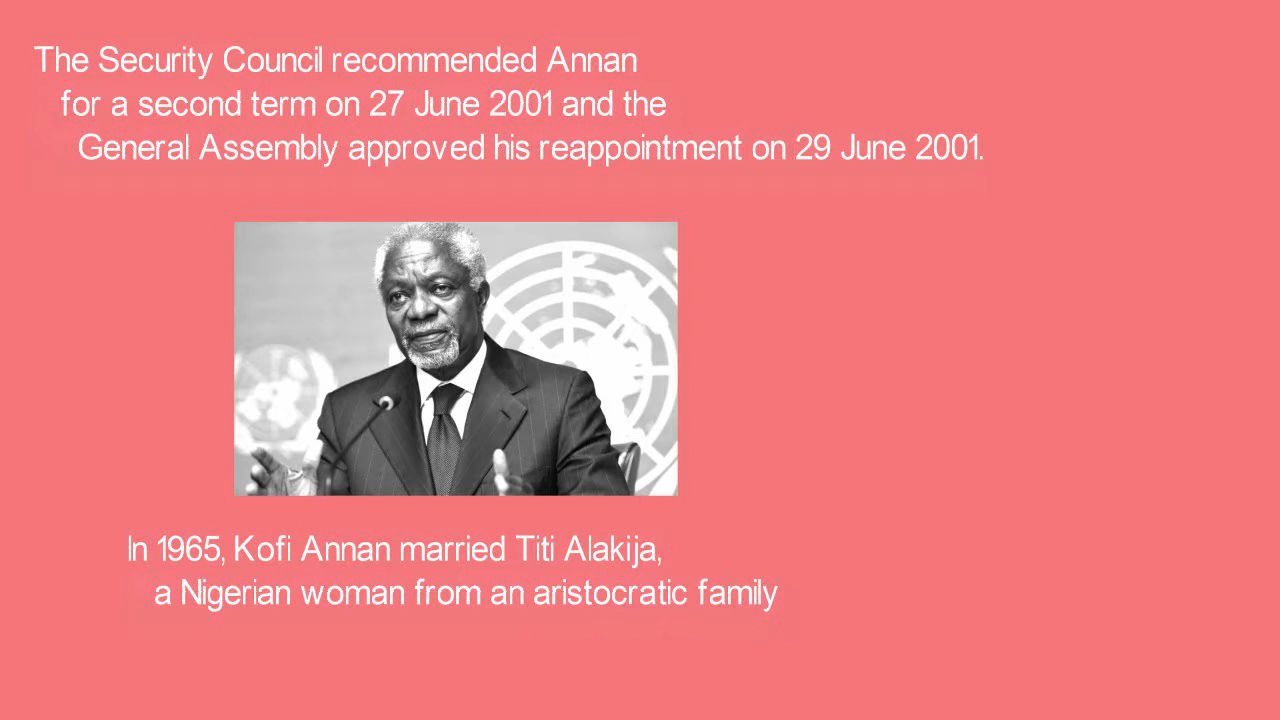 The Security Council recommended Annan
for a second term on 27 June 2001 and the
General Assembly approved his reappointment on 29 June 2001.
In 1965, Kofi Annan married Titi Alakija,
a Nigerian woman from an aristocratic family